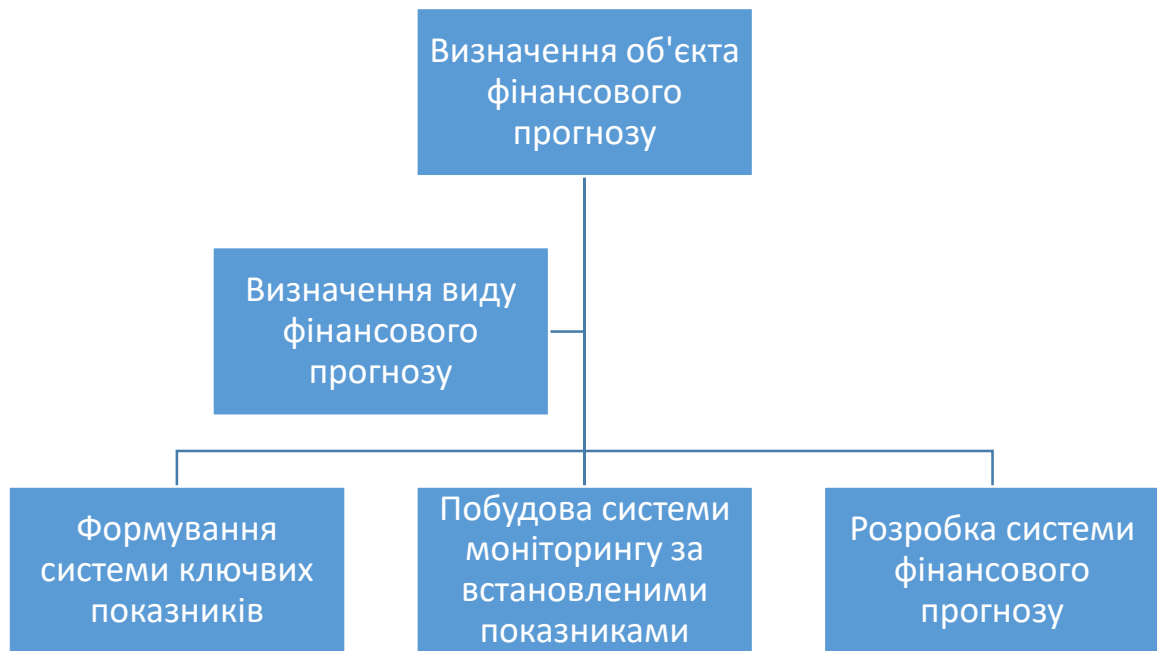 Визначення об'єкта
фінансового
прогнозу
Визначення виду
фінансового
прогнозу
Формування
системи ключвих
показників
Побудова системи
моніторингу за
встановленими
показниками
Розробка системи
фінансового
прогнозу